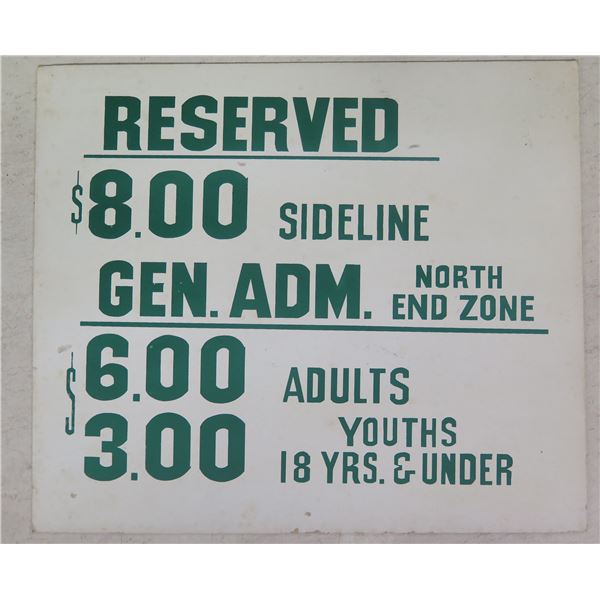 RESERVED
$8.00 SIDELINE
GEN. ADM. NORTH END ZONE
$6.00 ADULTS
3.00 YOUTHS 18 YRS. & UNDER